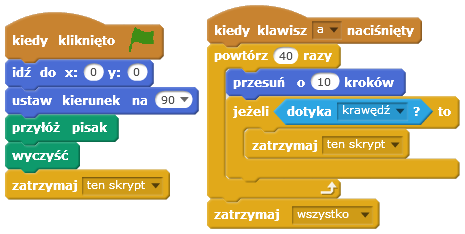 kiedy kliknięto
idź do x: 0 y: 0
ustaw kierunek na 90
przyłóż pisak
wyczyść
zatrzymaj ten skrypt
kiedy klawisz a naciśnięty
powtórz 40 razy
przesuń o 10 kroków
jeżeli dotyka krawędź ? to
zatrzymaj ten skrypt
zatrzymaj wszystko